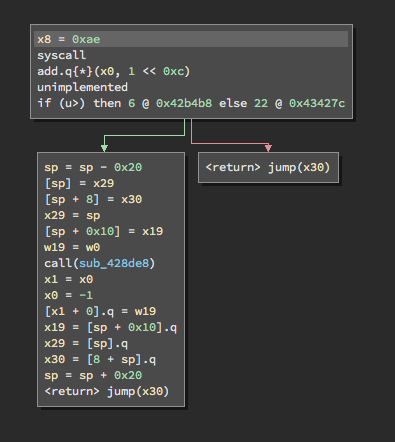 x8 = 0xae
syscall
add.q{*}(x0, 1 << 0xc)
unimplemented
if (u>) then 6 @ 0x42b4b8 else 22 @ 0x43427c
sp = sp - 0x20
[sp] = x29
[sp + 8] = x30
x29 = sp
[sp + 0x10] = x19
w19 = w0
call(sub_428de8)
x1 = x0
x0 = -1
[x1 + 0].q = w19
x19 = [sp + 0x10].q
x29 = [sp].q
x30 = [8 + sp].q
sp = sp + 0x20
<return> jump(x30)
<return> jump(x30)